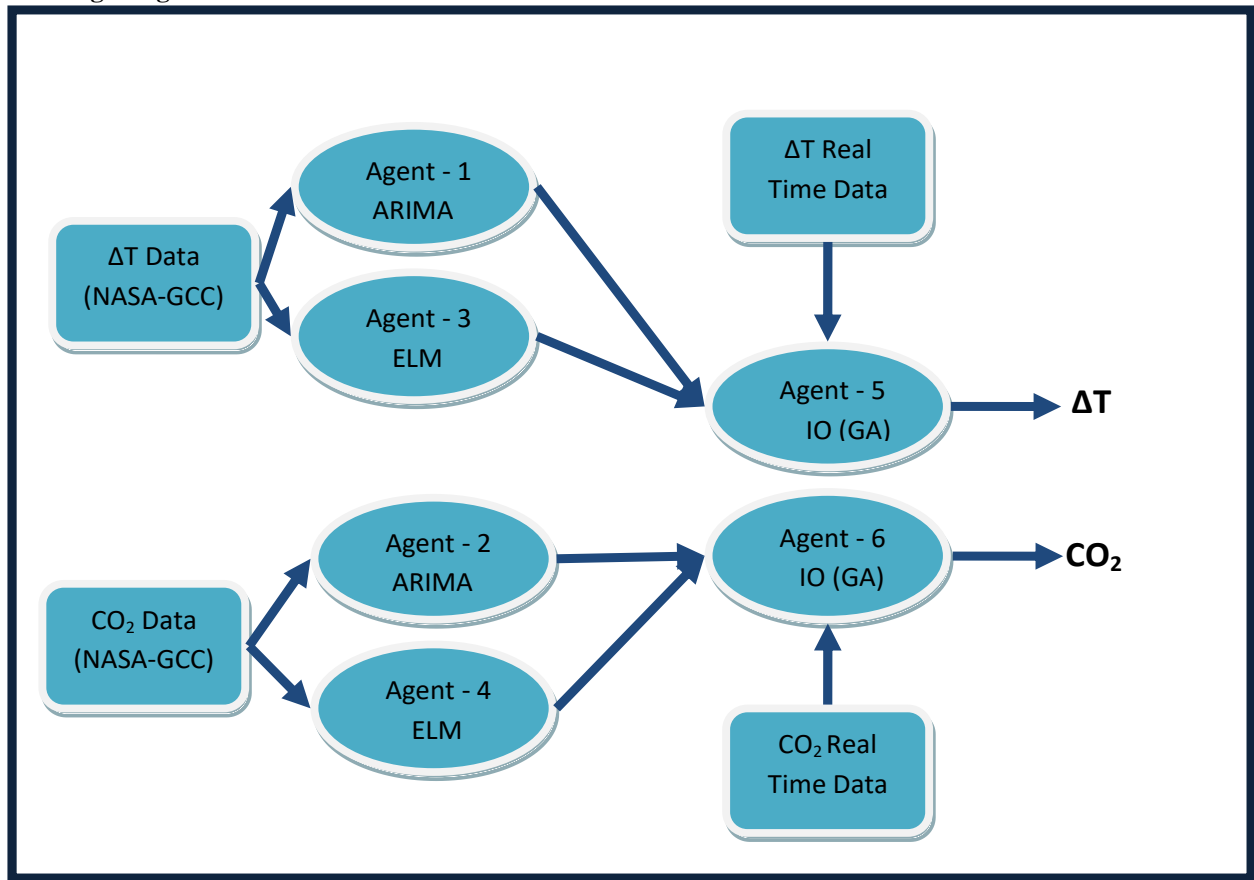 Agent - 1
ARIMA
ΔT Real
Time Data
ΔT Data
(NASA-GCC)
Agent - 3
ELM
Agent - 5
IO (GA)
ΔT
Agent - 2
ARIMA
Agent - 6
IO (GA)
CO₂
CO₂ Data
(NASA-GCC)
Agent - 4
ELM
CO₂ Real
Time Data